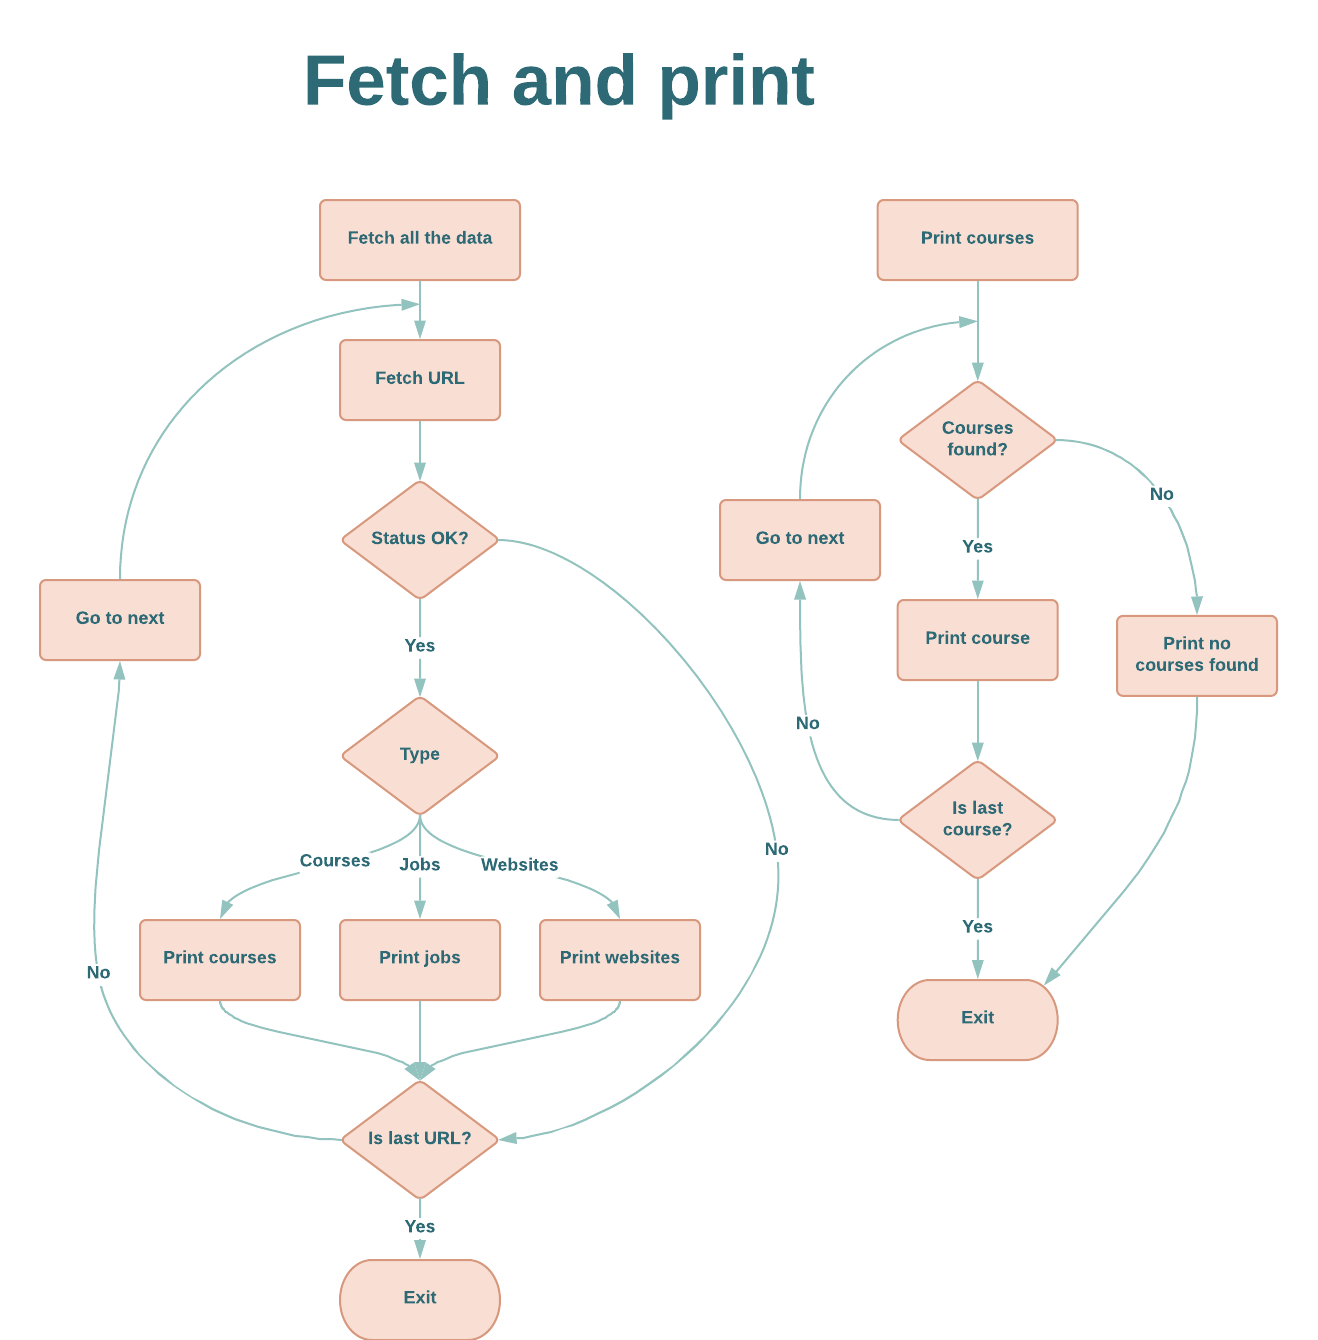 Fetch and print
Fetch all the data
Fetch URL
Status OK?
Yes
No
Type
Courses
Jobs
Websites
Print courses
Print jobs
Print websites
Is last URL?
No
Go to next
Yes
Exit
Print courses
Courses
found?
No
Yes
Print course
Print no
courses found
Is last
course?
No
Go to next
Yes
Exit